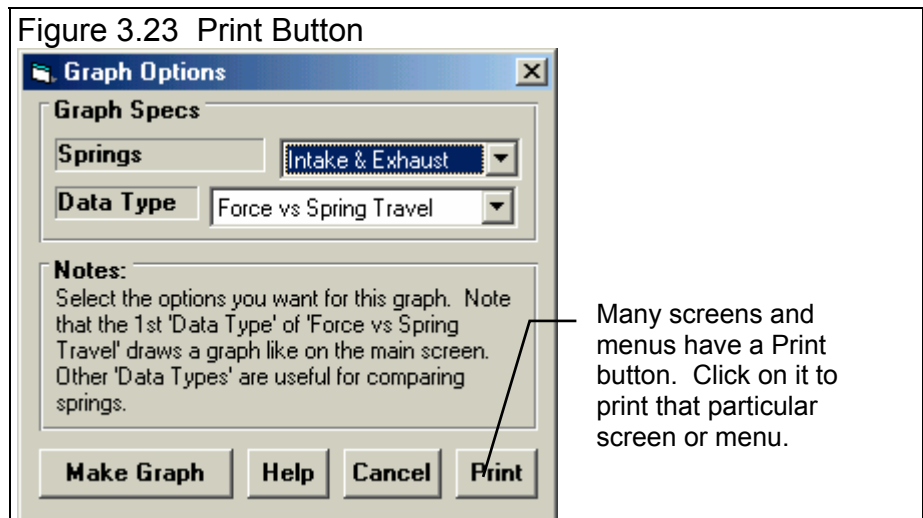 Figure 3.23  Print Button
Graph Options
Graph Specs
Springs
Intake & Exhaust
Data Type
Force vs Spring Travel
Notes:
Select the options you want for this graph.  Note
that the 1st 'Data Type' of 'Force vs Spring
Travel' draws a graph like on the main screen.
Other 'Data Types' are useful for comparing
springs.
Make Graph
Help
Cancel
Print
Many screens and
menus have a Print
button.  Click on it to
print that particular
screen or menu.